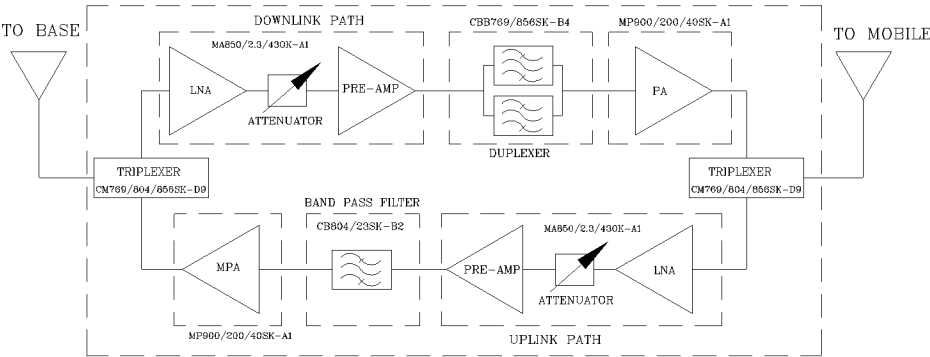 DOWNLINK PATH
CBB769/856SK-B4
MP900/200/40SK-A1
TO BASE
TO MOBILE
MA850/2.3/430K-A1
LNA
PRE-AMP
PA
ATTENUATOR
DUPLEXER
TRIPLEXER
CM769/804/856SK-D9
TRIPLEXER
CM769/804/856SK-D9
BAND PASS FILTER
CB804/23SK-B2
MA850/2.3/430K-A1
MPA
PRE-AMP
LNA
ATTENUATOR
MP900/200/40SK-A1
UPLINK PATH